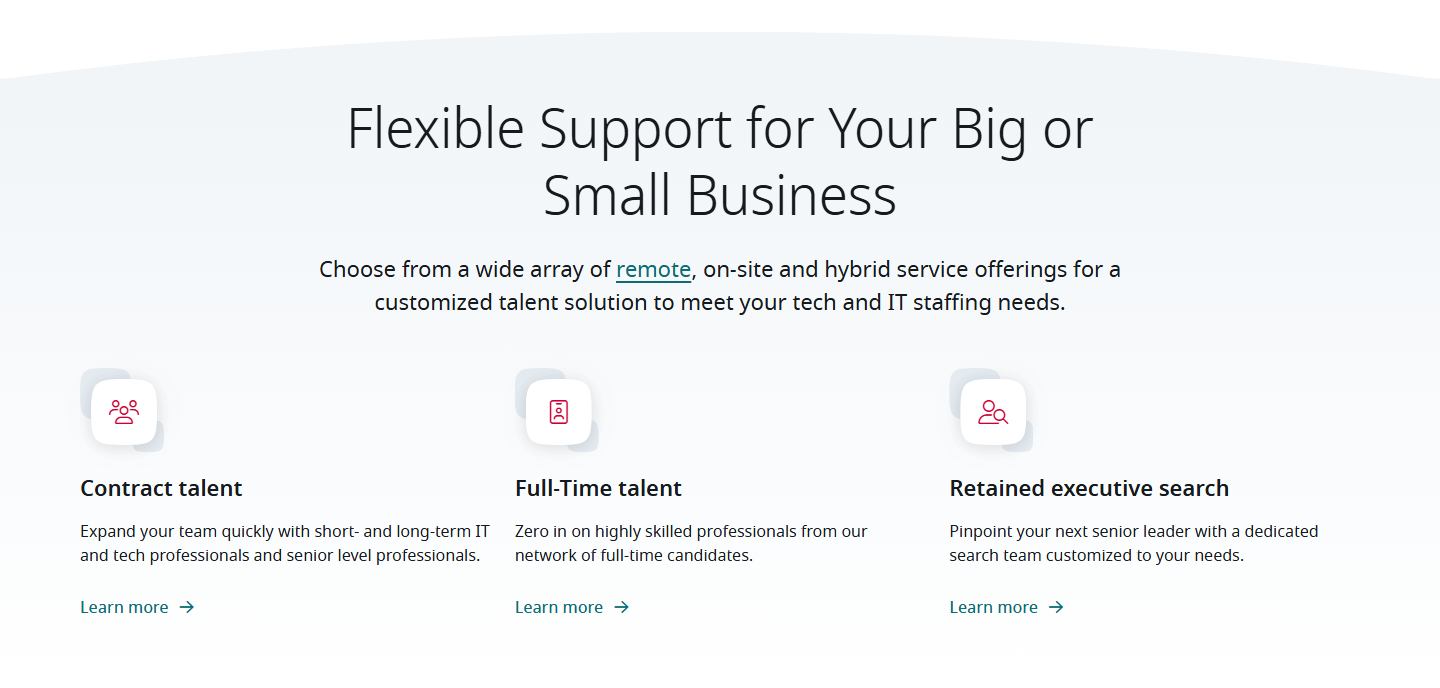 Flexible Support for Your Big or
Small Business
Choose from a wide array of remote, on-site and hybrid service offerings for a
customized talent solution to meet your tech and IT staffing needs.
Contract talent
Expand your team quickly with short- and long-term IT
and tech professionals and senior level professionals.
Learn more
Full-Time talent
Zero in on highly skilled professionals from our
network of full-time candidates.
Learn more
Retained executive search
Pinpoint your next senior leader with a dedicated
search team customized to your needs.
Learn more